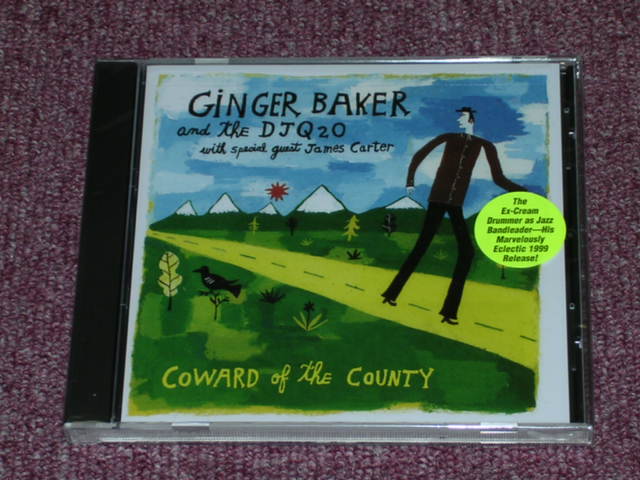 GINGER BAKER
and the DJQ20
with special guest James Carter
The
Ex-Cream
Drummer as Jazz
Bandleader—His
Marvelously
Eclectic 1999
Release!
COWARD of the COUNTY